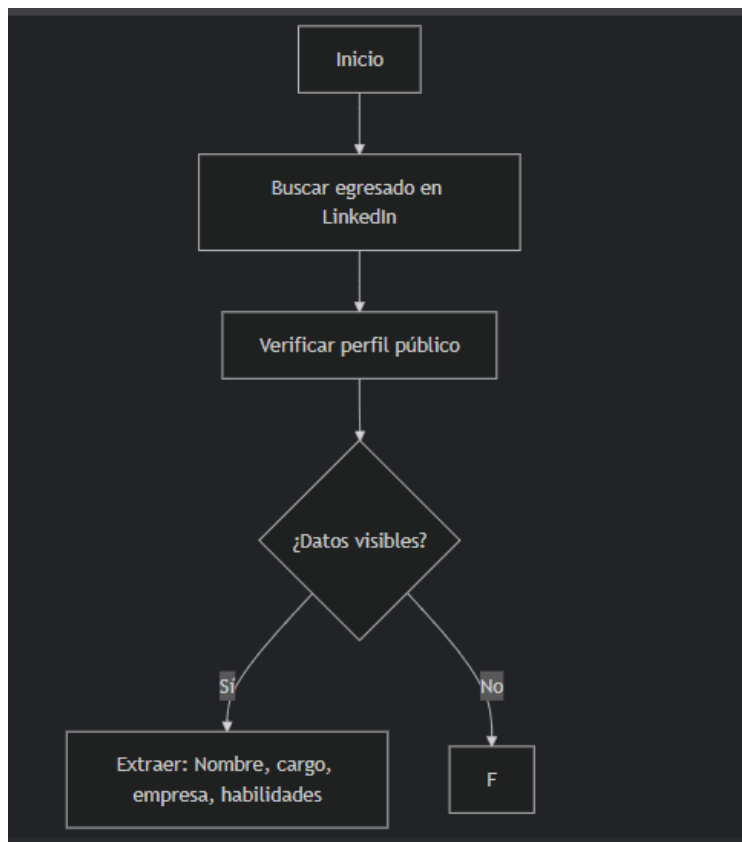 Inicio
Buscar egresado en
LinkedIn
Verificar perfil público
¿Datos visibles?
Sí
No
Extraer: Nombre, cargo,
empresa, habilidades
F